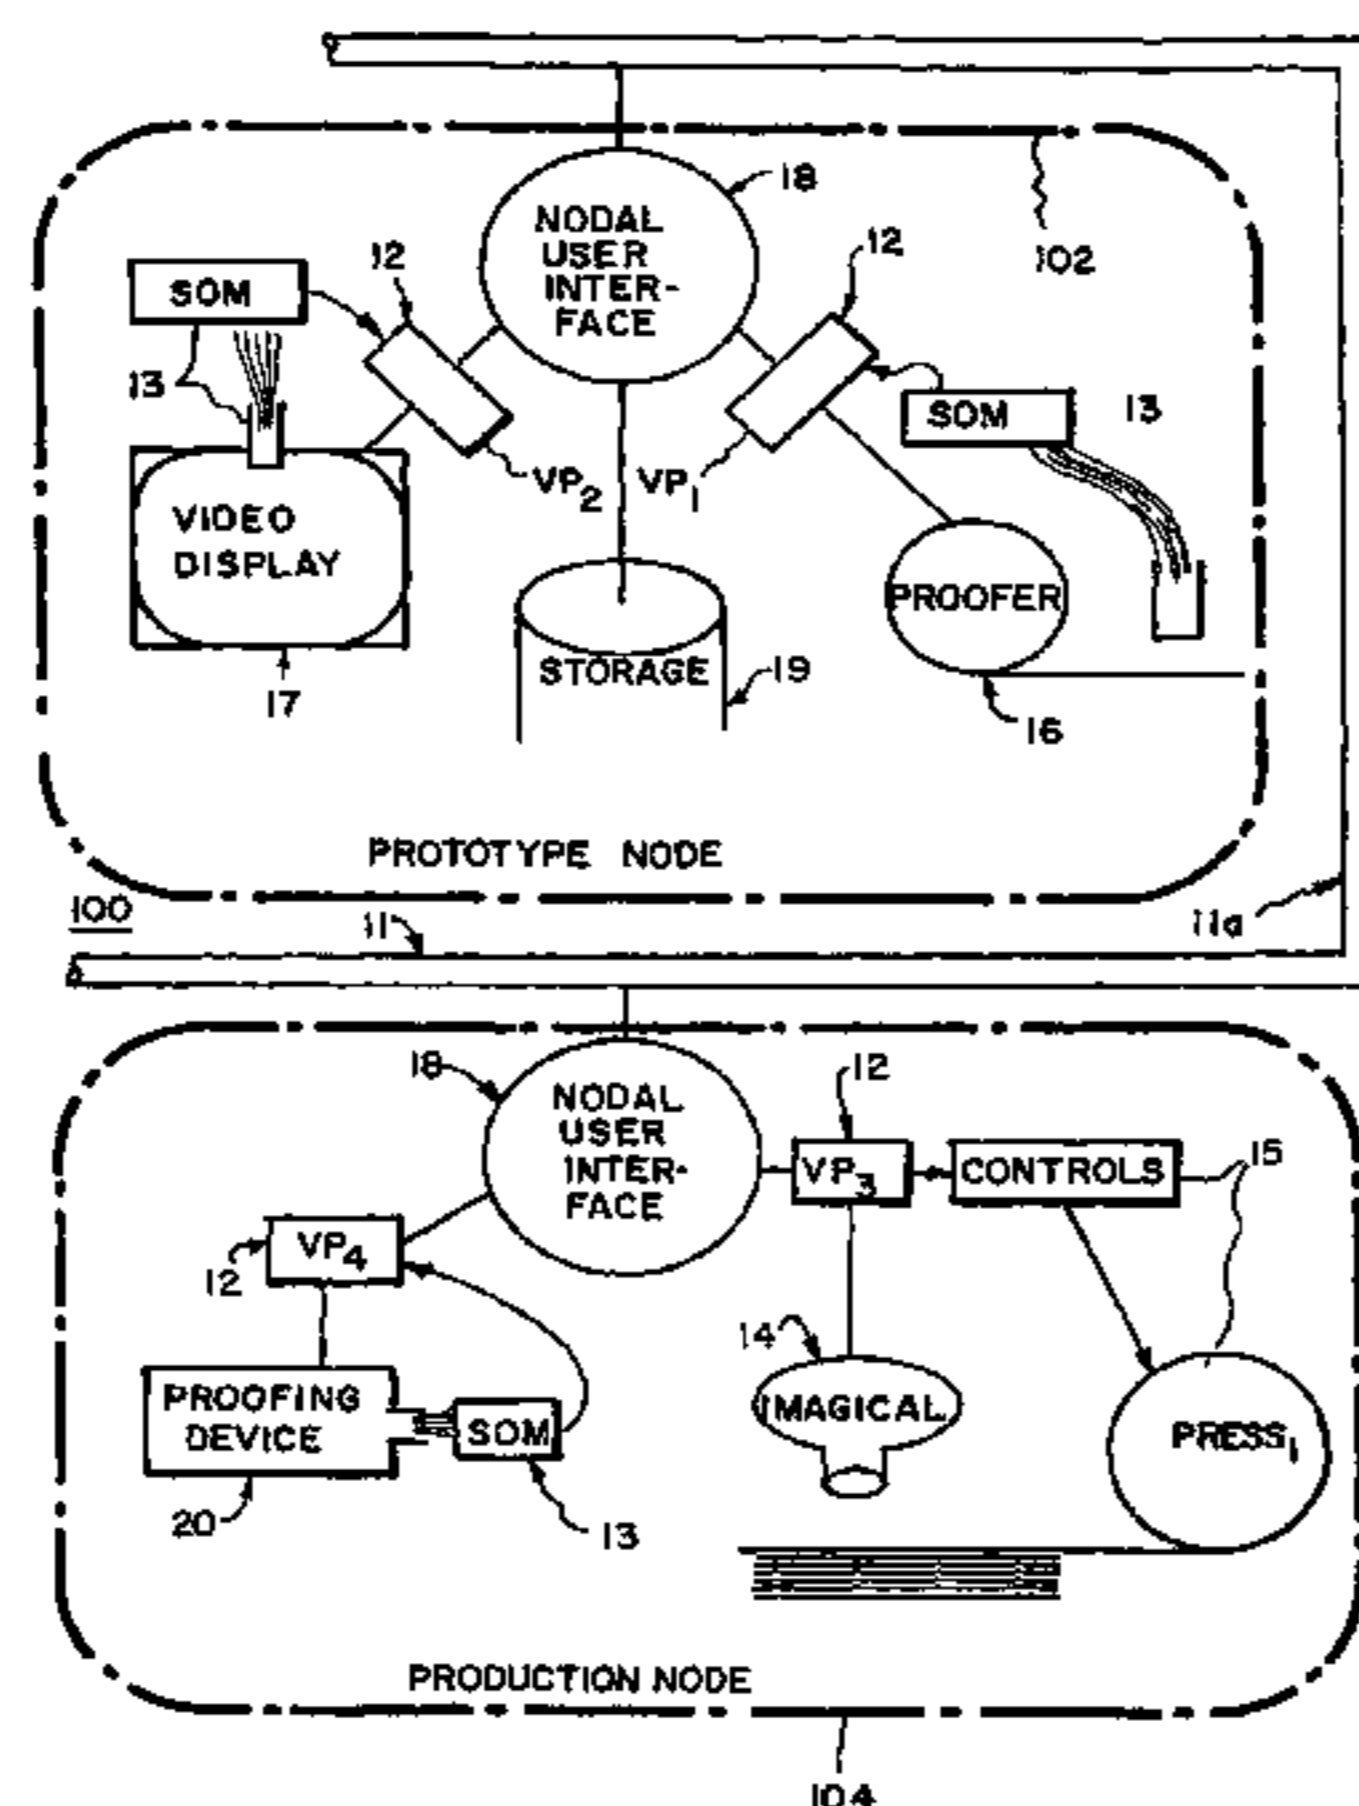 18
NODAL
USER
INTER-
FACE
102
12
12
SOM
13
SOM
13
VP2
VP1
VIDEO
DISPLAY
PROOFER
STORAGE
19
17
16
PROTOTYPE NODE
100
11
11a
18
NODAL
USER
INTER-
FACE
12
VP3
CONTROLS
15
VP4
12
14
IMAGICAL
PROOFING
DEVICE
SOM
PRESS1
20
13
PRODUCTION NODE
104